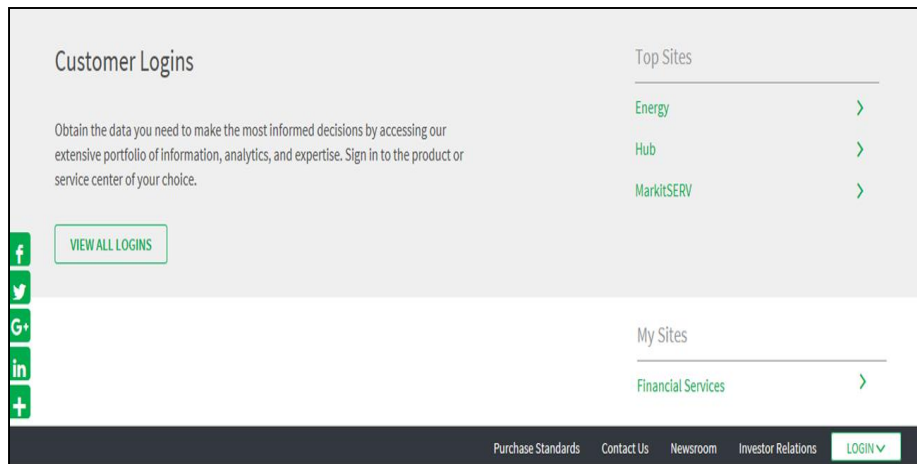 Customer Logins
Obtain the data you need to make the most informed decisions by accessing our
extensive portfolio of information, analytics, and expertise. Sign in to the product or
service center of your choice.
VIEW ALL LOGINS
Top Sites
Energy
Hub
MarkitSERV
f
G+
in
+
My Sites
Financial Services
Purchase Standards Contact Us Newsroom Investor Relations LOGIN